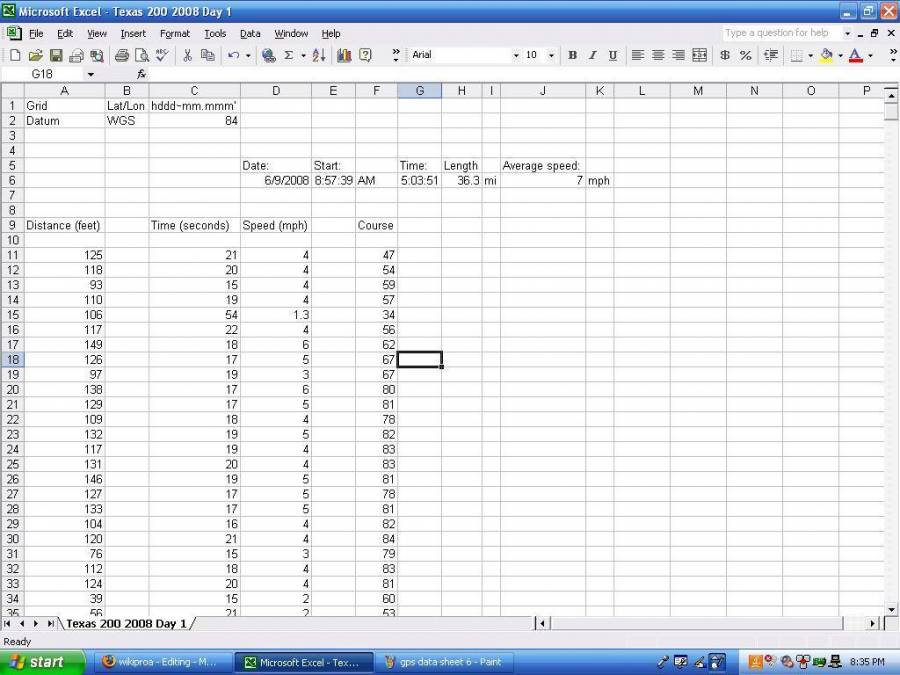 Microsoft Excel - Texas 200 2008 Day 1
File Edit View Insert Format Tools Data Window Help Type a question for help
Arial 10 B I U $ %
G18 fx
A B C D E F G H I J K L M N O P
1 Grid Lat/Lon hddd~mm.mmm'
2 Datum WGS 84
3
4
5 Date: Start: Time: Length Average speed:
6 6/9/2008 8:57:39 AM 5:03:51 36.3 mi 7 mph
7
8
9 Distance (feet) Time (seconds) Speed (mph) Course
10
11 125 21 4 47
12 118 20 4 54
13 93 15 4 59
14 110 19 4 57
15 106 54 1.3 34
16 117 22 4 56
17 149 18 6 62
18 126 17 5 67
19 97 19 3 67
20 138 17 6 80
21 129 17 5 81
22 109 18 4 78
23 132 19 5 82
24 117 19 4 83
25 131 20 4 83
26 146 19 5 81
27 127 17 5 78
28 133 17 5 81
29 104 16 4 82
30 120 21 4 84
31 76 15 3 79
32 112 18 4 83
33 124 20 4 81
34 39 15 2 60
35 56 21 2 53
Texas 200 2008 Day 1
Ready
start wikiproa - Editing - M... Microsoft Excel - Tex... gps data sheet 6 - Paint 8:35 PM